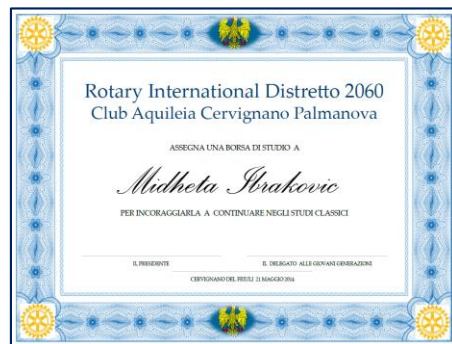 Rotary International Distretto 2060
Club Aquileia Cervignano Palmanova
ASSEGNA UNA BORSA DI STUDIO A
Midheta Ibrakovic
PER INCORAGGIARLA A CONTINUARE NEGLI STUDI CLASSICI
IL PRESIDENTE IL DELEGATO ALLE GIOVANI GENERAZIONI
CERVIGNANO DEL FRIULI 21 MAGGIO 2014